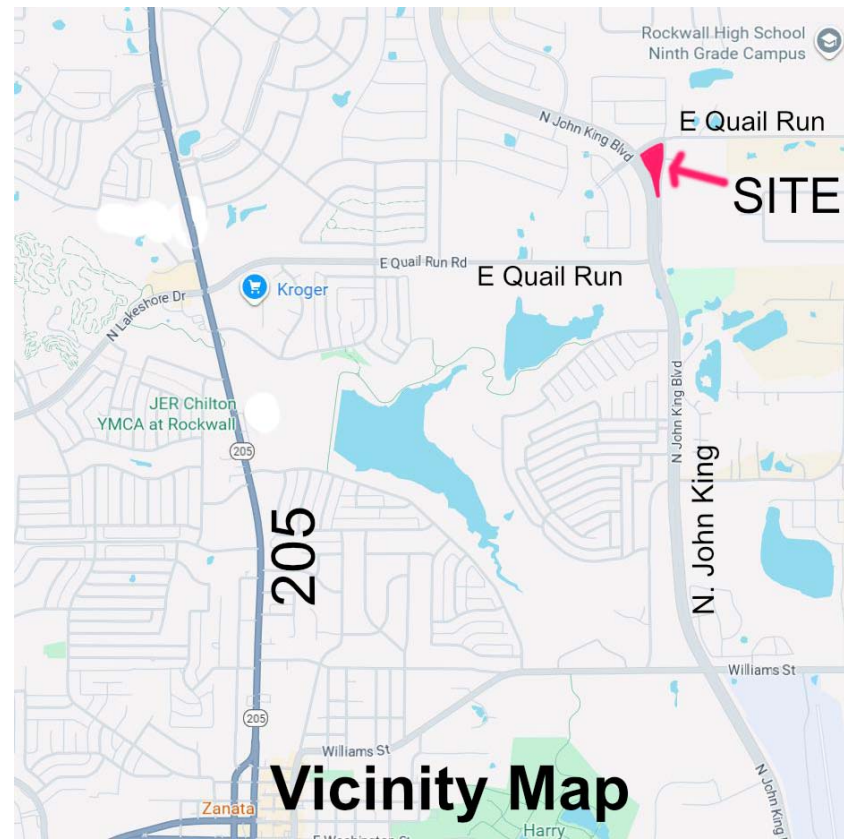 Rockwall High School
Ninth Grade Campus
N John King Blvd
E Quail Run
SITE
E Quail Run Rd
E Quail Run
Kroger
N Lakeshore Dr
JER Chilton
YMCA at Rockwall
205
N John King Blvd
N. John King
205
Williams St
205
Williams St
Vicinity Map
N John King
Zanata
E Washington St
Harry